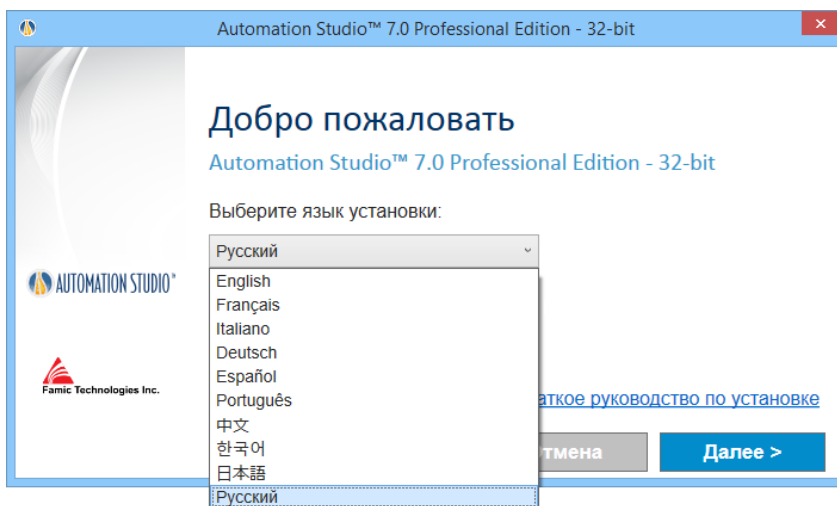 Automation Studio™ 7.0 Professional Edition - 32-bit
Добро пожаловать
Automation Studio™ 7.0 Professional Edition - 32-bit
Выберите язык установки:
Русский
English
Français
Italiano
Deutsch
Español
Português
中文
한국어
日本語
Русский
AUTOMATION STUDIO™
Famic Technologies Inc.
аткое руководство по установке
тмена
Далее >